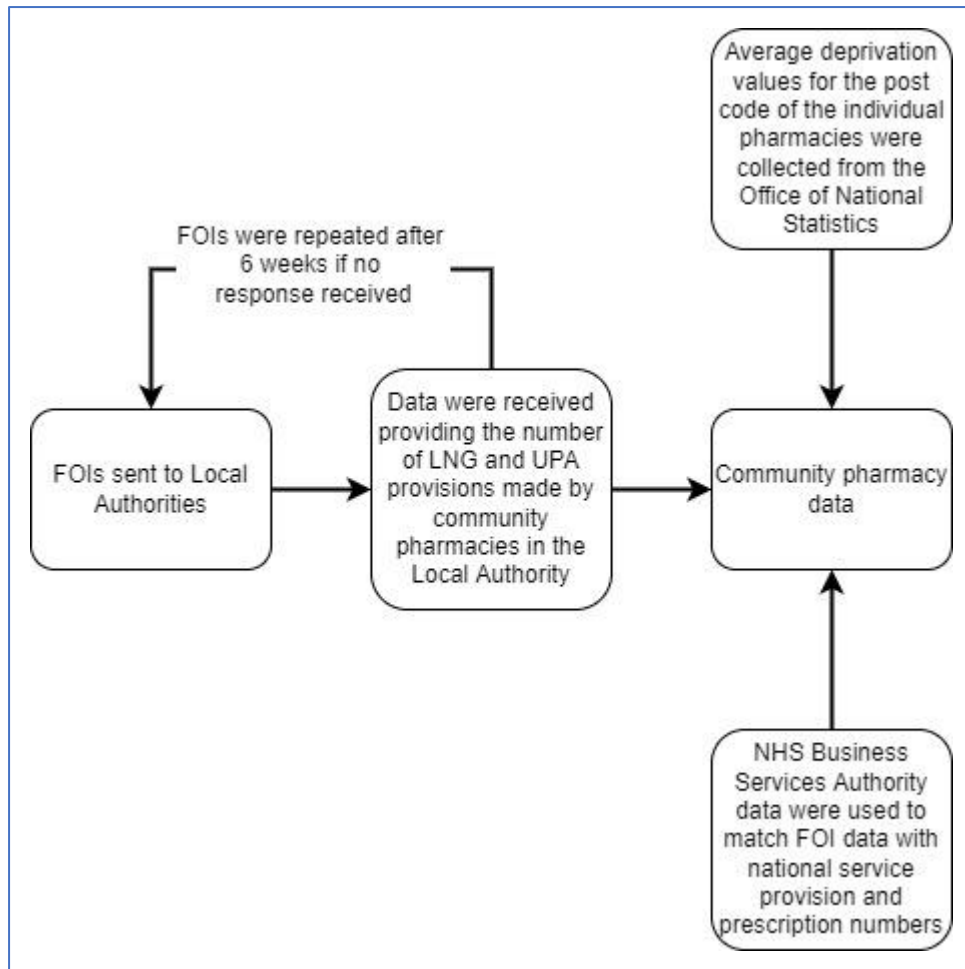 Average deprivation
values for the post
code of the individual
pharmacies were
collected from the
Office of National
Statistics
FOIs were repeated after
6 weeks if no
response received
FOIs sent to Local
Authorities
Data were received
providing the number
of LNG and UPA
provisions made by
community
pharmacies in the
Local Authority
Community pharmacy
data
NHS Business
Services Authority
data were used to
match FOI data with
national service
provision and
prescription numbers